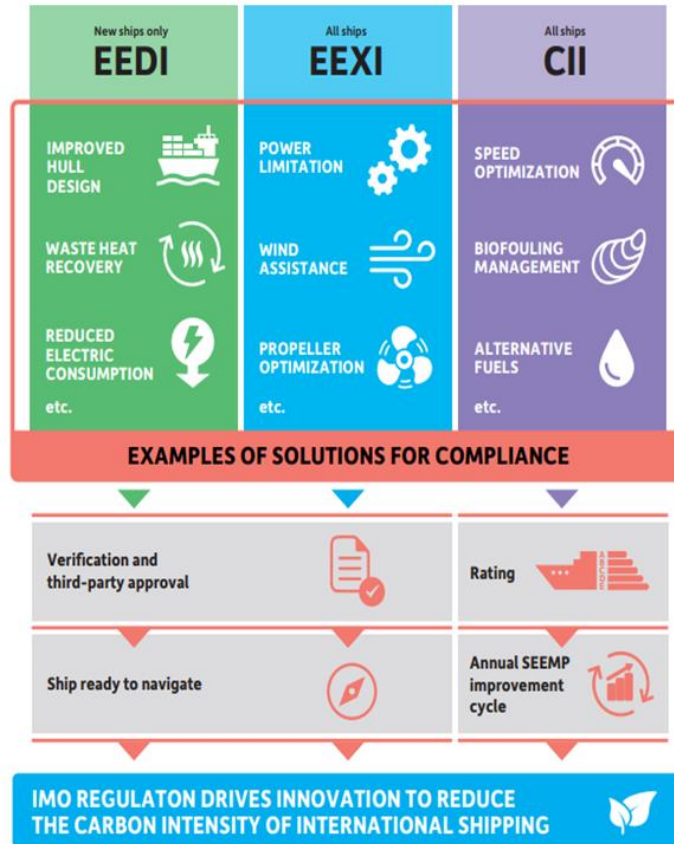 New ships only
EEDI
All ships
EEXI
All ships
CII
IMPROVED
HULL
DESIGN
WASTE HEAT
RECOVERY
REDUCED
ELECTRIC
CONSUMPTION
etc.
POWER
LIMITATION
WIND
ASSISTANCE
PROPELLER
OPTIMIZATION
etc.
SPEED
OPTIMIZATION
BIOFOULING
MANAGEMENT
ALTERNATIVE
FUELS
etc.
EXAMPLES OF SOLUTIONS FOR COMPLIANCE
Verification and
third-party approval
Rating
A
B
C
D
E
Ship ready to navigate
Annual SEEMP
improvement
cycle
IMO REGULATON DRIVES INNOVATION TO REDUCE
THE CARBON INTENSITY OF INTERNATIONAL SHIPPING